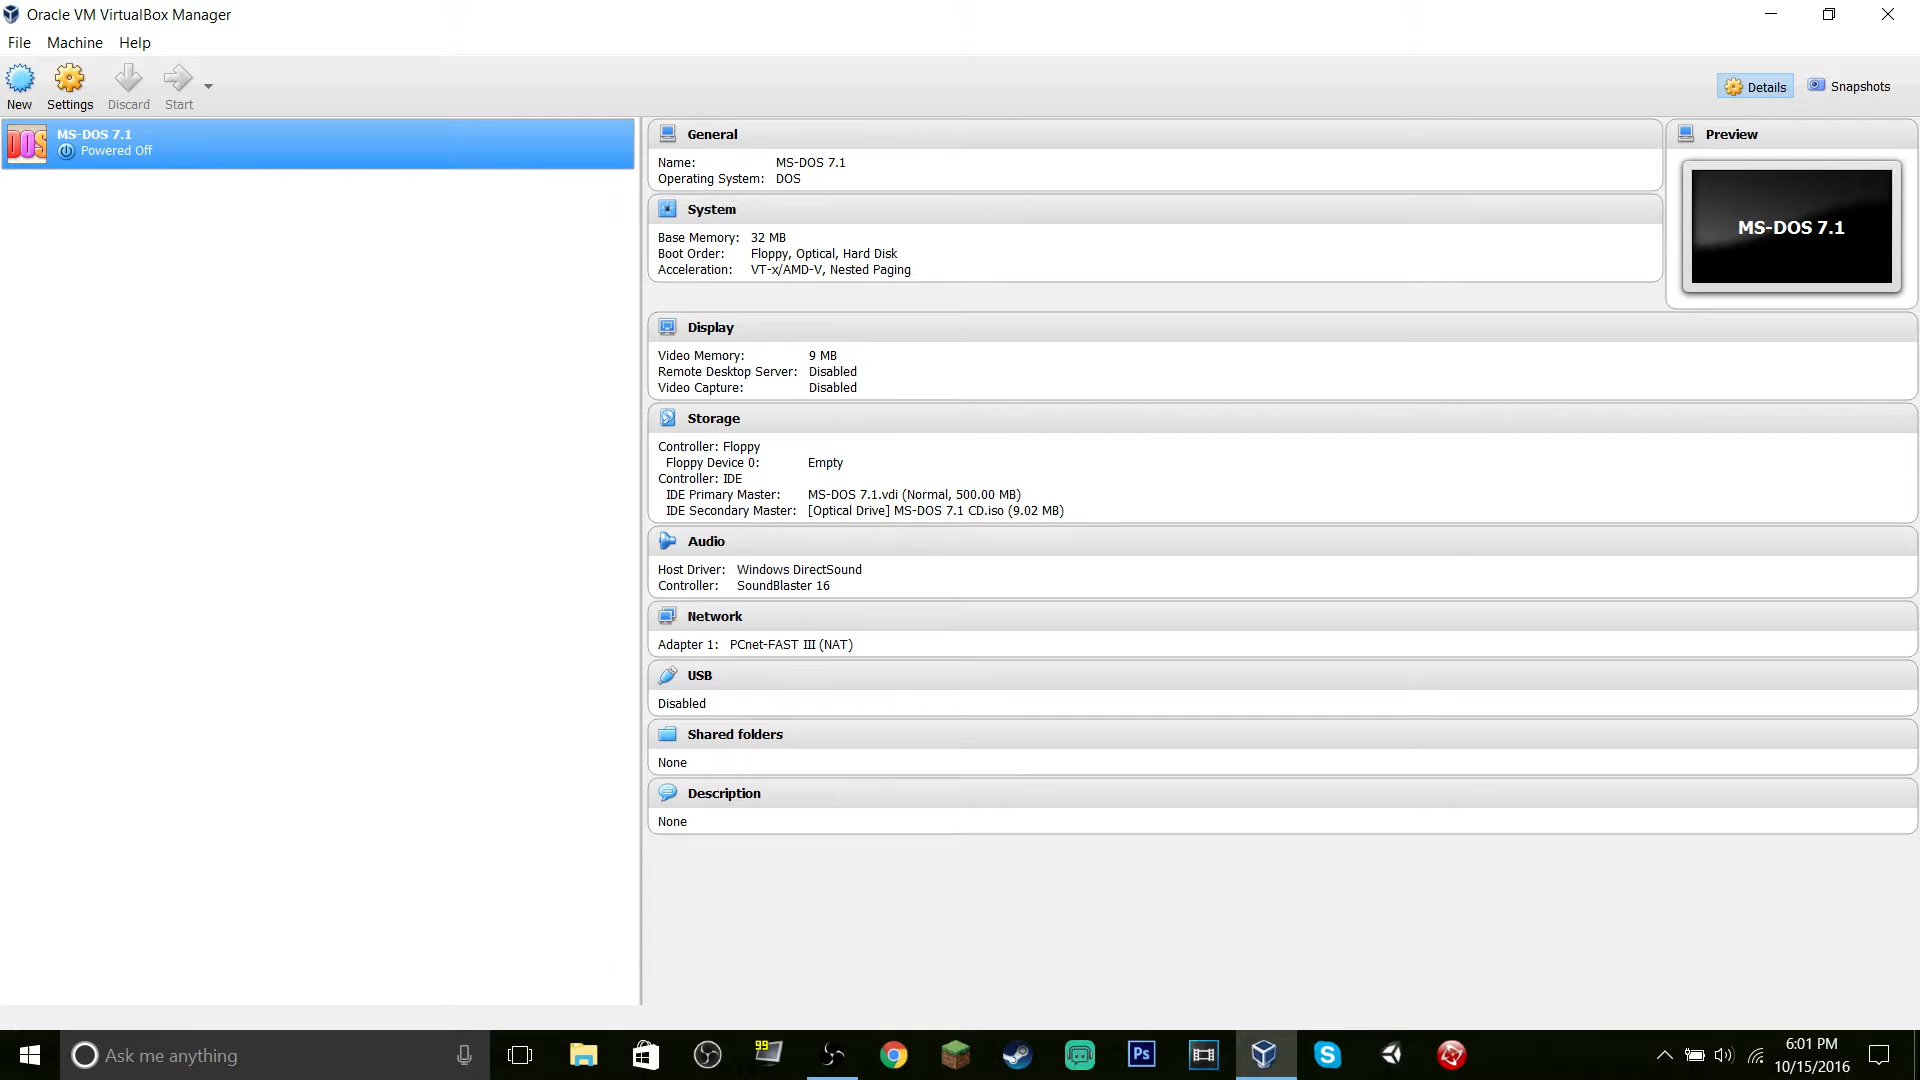 Oracle VM VirtualBox Manager
File Machine Help
New Settings Discard Start
Details Snapshots
DOS
MS-DOS 7.1
Powered Off
General
Name: MS-DOS 7.1
Operating System: DOS
System
Base Memory: 32 MB
Boot Order: Floppy, Optical, Hard Disk
Acceleration: VT-x/AMD-V, Nested Paging
Preview
MS-DOS 7.1
Display
Video Memory: 9 MB
Remote Desktop Server: Disabled
Video Capture: Disabled
Storage
Controller: Floppy
Floppy Device 0: Empty
Controller: IDE
IDE Primary Master: MS-DOS 7.1.vdi (Normal, 500.00 MB)
IDE Secondary Master: [Optical Drive] MS-DOS 7.1 CD.iso (9.02 MB)
Audio
Host Driver: Windows DirectSound
Controller: SoundBlaster 16
Network
Adapter 1: PCnet-FAST III (NAT)
USB
Disabled
Shared folders
None
Description
None
Ask me anything
99
Ps
6:01 PM
10/15/2016